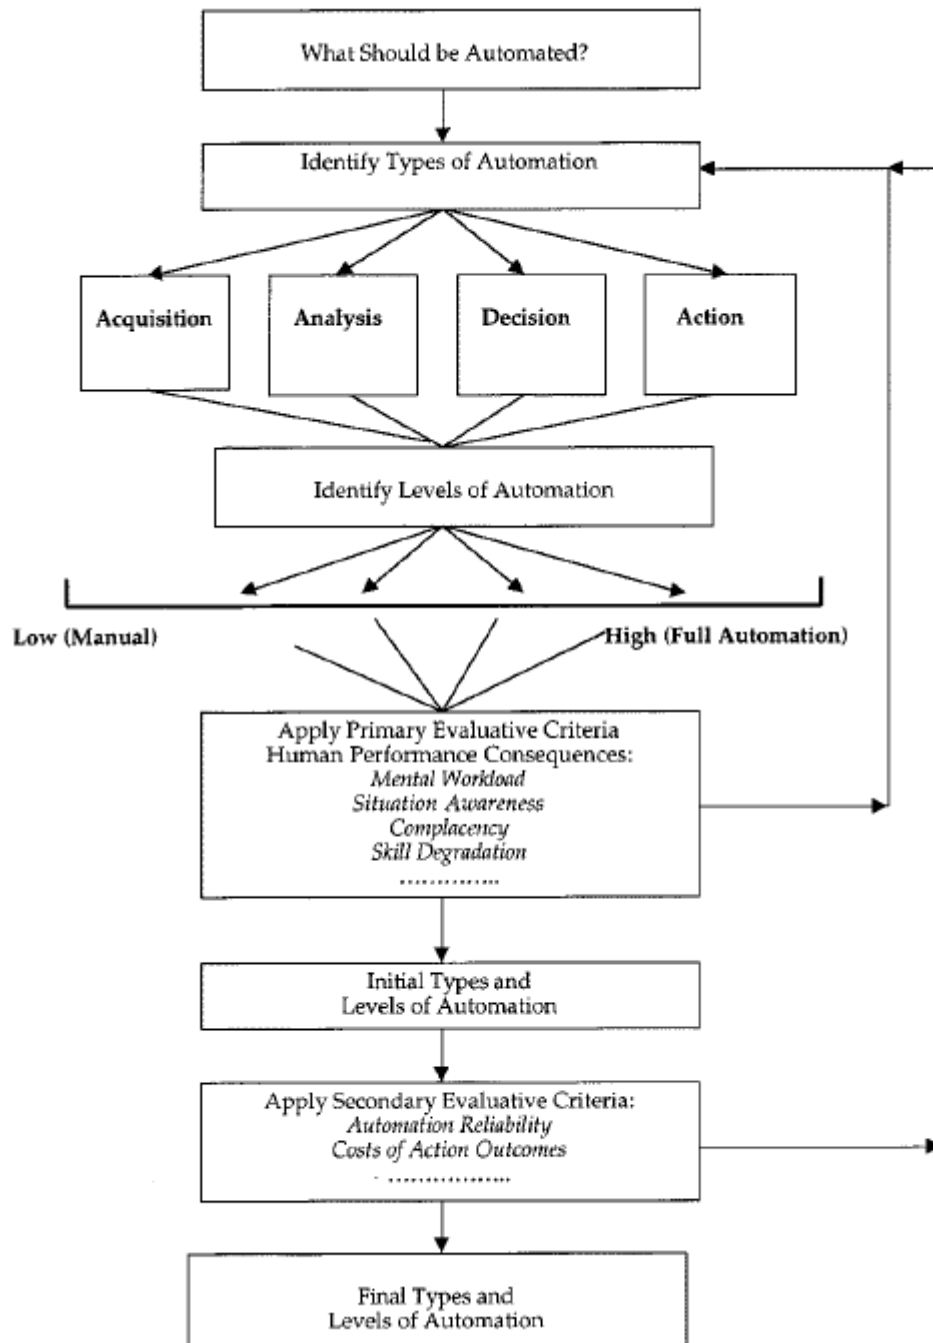 What Should be Automated?
Identify Types of Automation
Acquisition
Analysis
Decision
Action
Identify Levels of Automation
Low (Manual)
High (Full Automation)
Apply Primary Evaluative Criteria
Human Performance Consequences:
Mental Workload
Situation Awareness
Complacency
Skill Degradation
..............
Initial Types and
Levels of Automation
Apply Secondary Evaluative Criteria:
Automation Reliability
Costs of Action Outcomes
.................
Final Types and
Levels of Automation